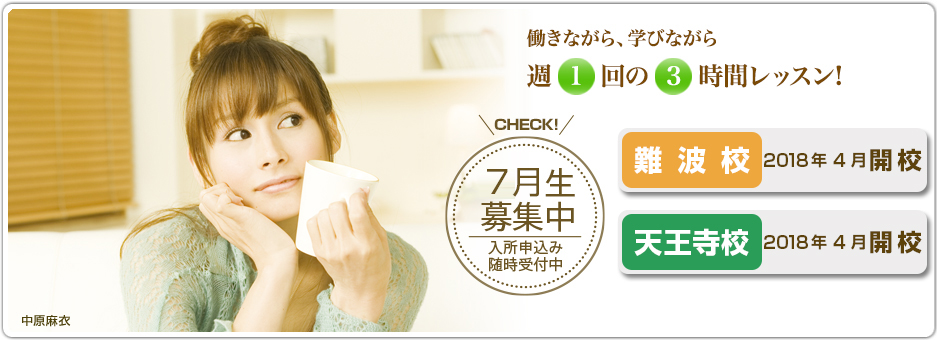 働きながら、学びながら
週1回の3時間レッスン!
CHECK!
7月生
募集中
入所申込み
随時受付中
難波校 2018年4月開校
天王寺校 2018年4月開校
中原麻衣